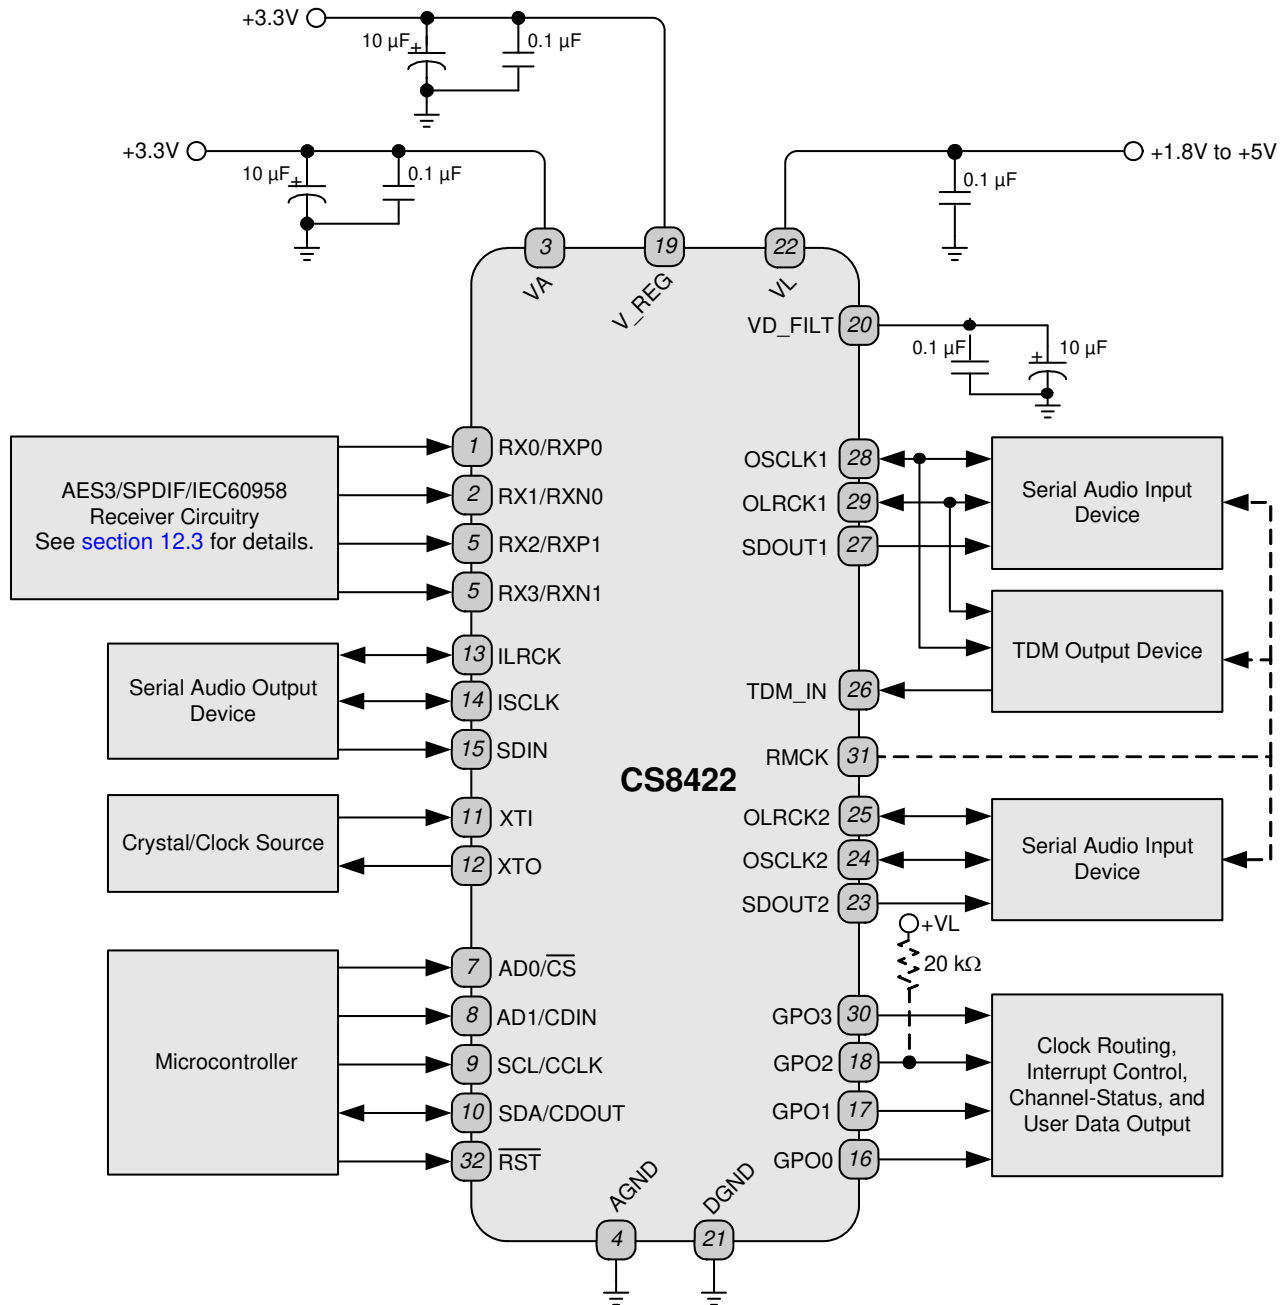 +3.3V
10 µF
+
0.1 µF
+3.3V
10 µF
+
0.1 µF
+1.8V to +5V
0.1 µF
3
19
22
VA
V_REG
VL
VD_FILT
20
0.1 µF
+
10 µF
AES3/SPDIF/IEC60958
Receiver Circuitry
See section 12.3 for details.
1
RX0/RXP0
2
RX1/RXN0
5
RX2/RXP1
5
RX3/RXN1
OSCLK1
28
OLRCK1
29
SDOUT1
27
Serial Audio Input
Device
Serial Audio Output
Device
13
ILRCK
14
ISCLK
15
SDIN
TDM_IN
26
TDM Output Device
RMCK
31
CS8422
Crystal/Clock Source
11
XTI
12
XTO
OLRCK2
25
OSCLK2
24
SDOUT2
23
Serial Audio Input
Device
+VL
20 kΩ
Microcontroller
7
AD0/C̅S̅
8
AD1/CDIN
9
SCL/CCLK
10
SDA/CDOUT
32
R̅S̅T̅
GPO3
30
GPO2
18
GPO1
17
GPO0
16
Clock Routing,
Interrupt Control,
Channel-Status, and
User Data Output
AGND
DGND
4
21